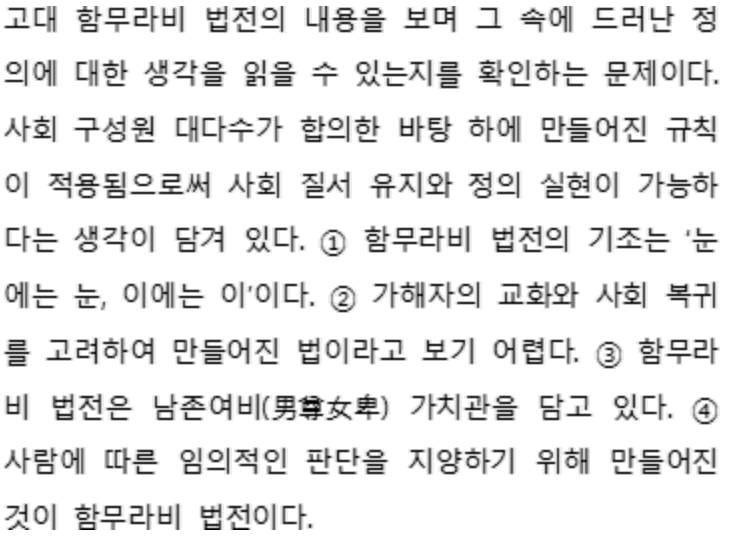 고대 함무라비 법전의 내용을 보며 그 속에 드러난 정
의에 대한 생각을 읽을 수 있는지를 확인하는 문제이다.
사회 구성원 대다수가 합의한 바탕 하에 만들어진 규칙
이 적용됨으로써 사회 질서 유지와 정의 실현이 가능하
다는 생각이 담겨 있다. ① 함무라비 법전의 기조는 ‘눈
에는 눈, 이에는 이’이다. ② 가해자의 교화와 사회 복귀
를 고려하여 만들어진 법이라고 보기 어렵다. ③ 함무라
비 법전은 남존여비(男尊女卑) 가치관을 담고 있다. ④
사람에 따른 임의적인 판단을 지양하기 위해 만들어진
것이 함무라비 법전이다.